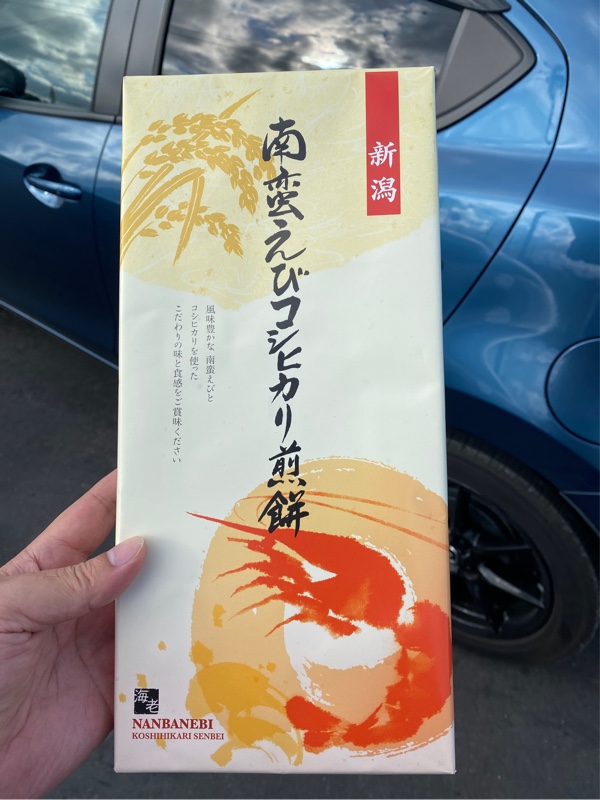 新潟
南蛮えびコシヒカリ煎餅
風味豊かな 南蛮えびと
コシヒカリを使った
こだわりの味と食感をご賞味ください
海老
NANBANEBI
KOSHIHIKARI SENBEI